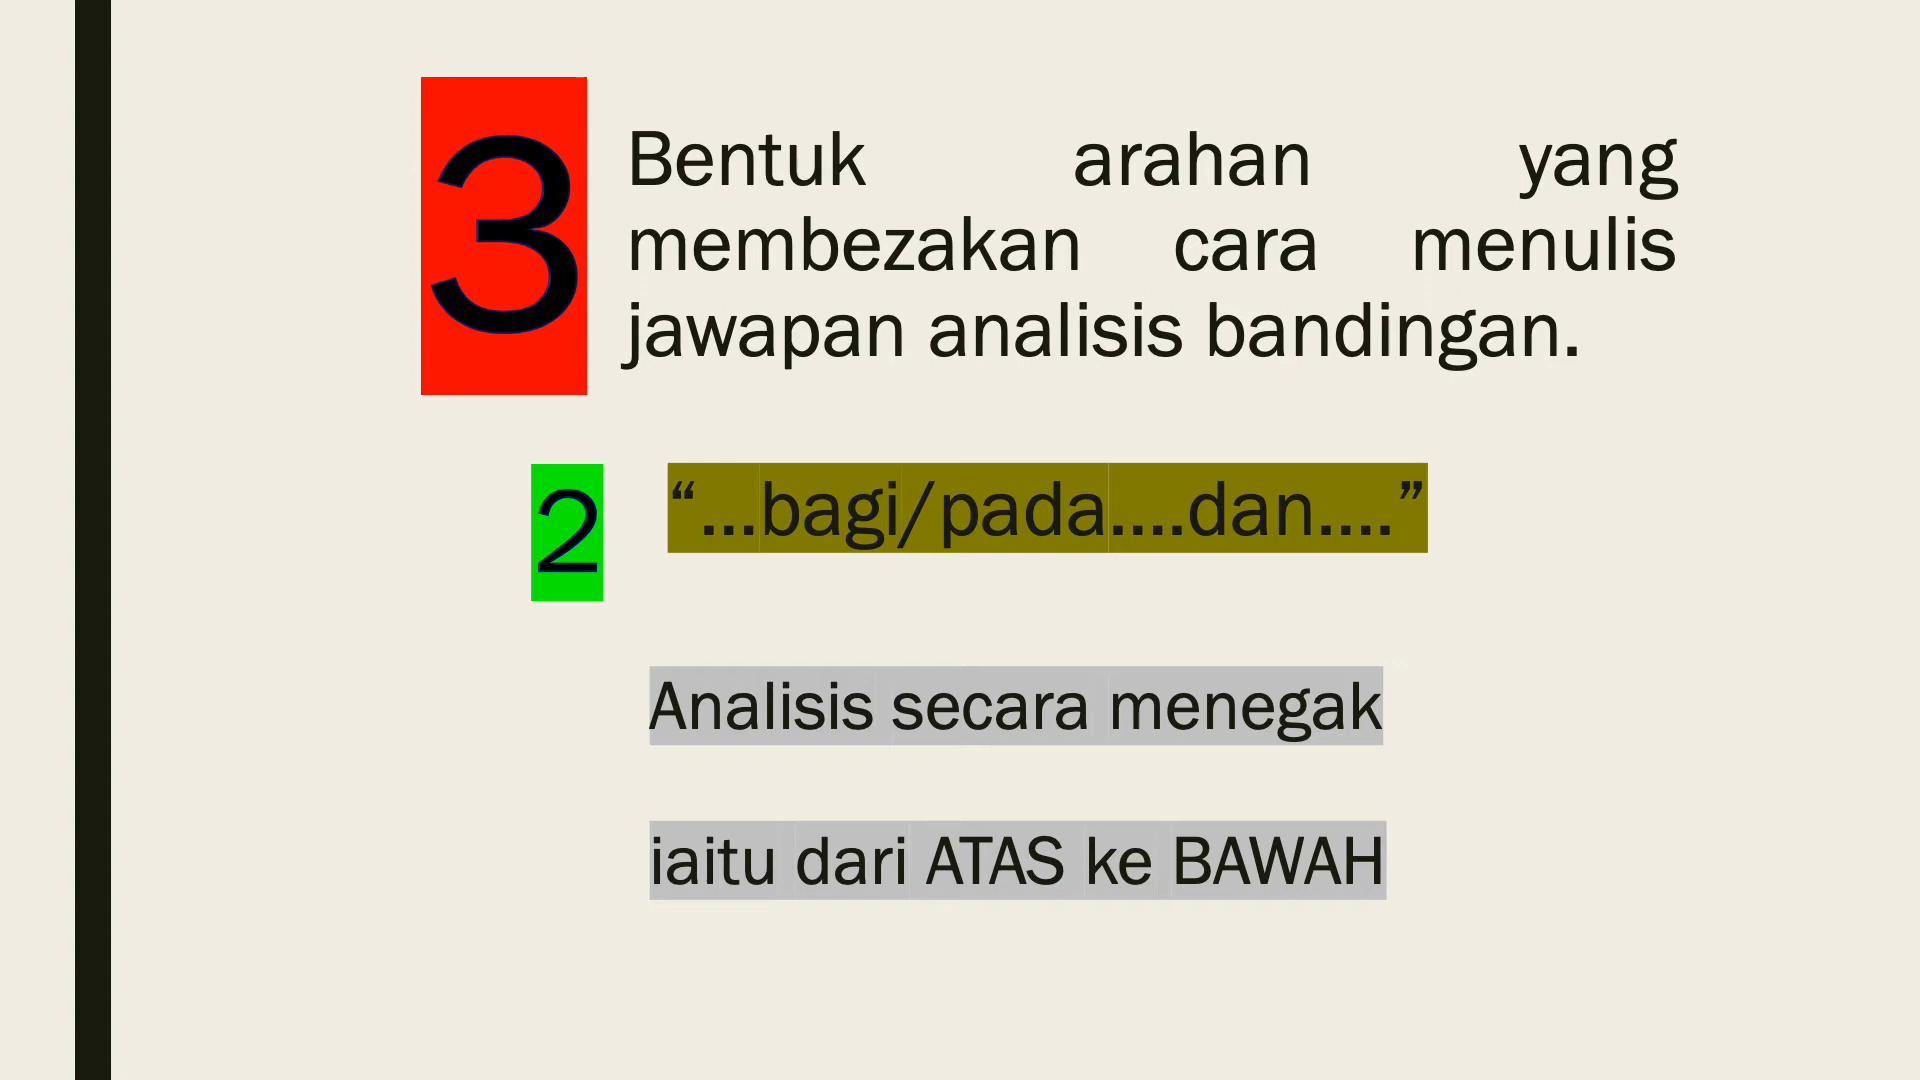 3
Bentuk arahan yang
membezakan cara menulis
jawapan analisis bandingan.
2
“...bagi/pada....dan....”
Analisis secara menegak
iaitu dari ATAS ke BAWAH